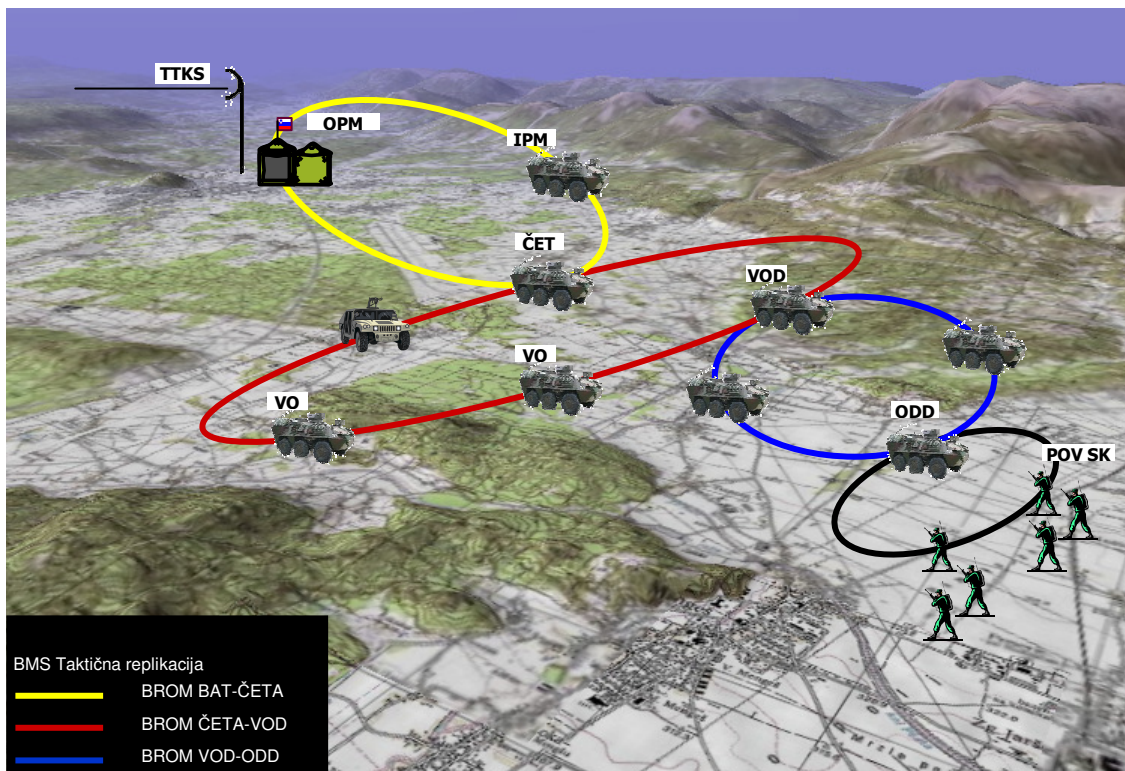 TTKS
OPM
IPM
ČET
VOD
VO
VO
ODD
POV SK
BMS Taktična replikacija
BROM BAT-ČETA
BROM ČETA-VOD
BROM VOD-ODD